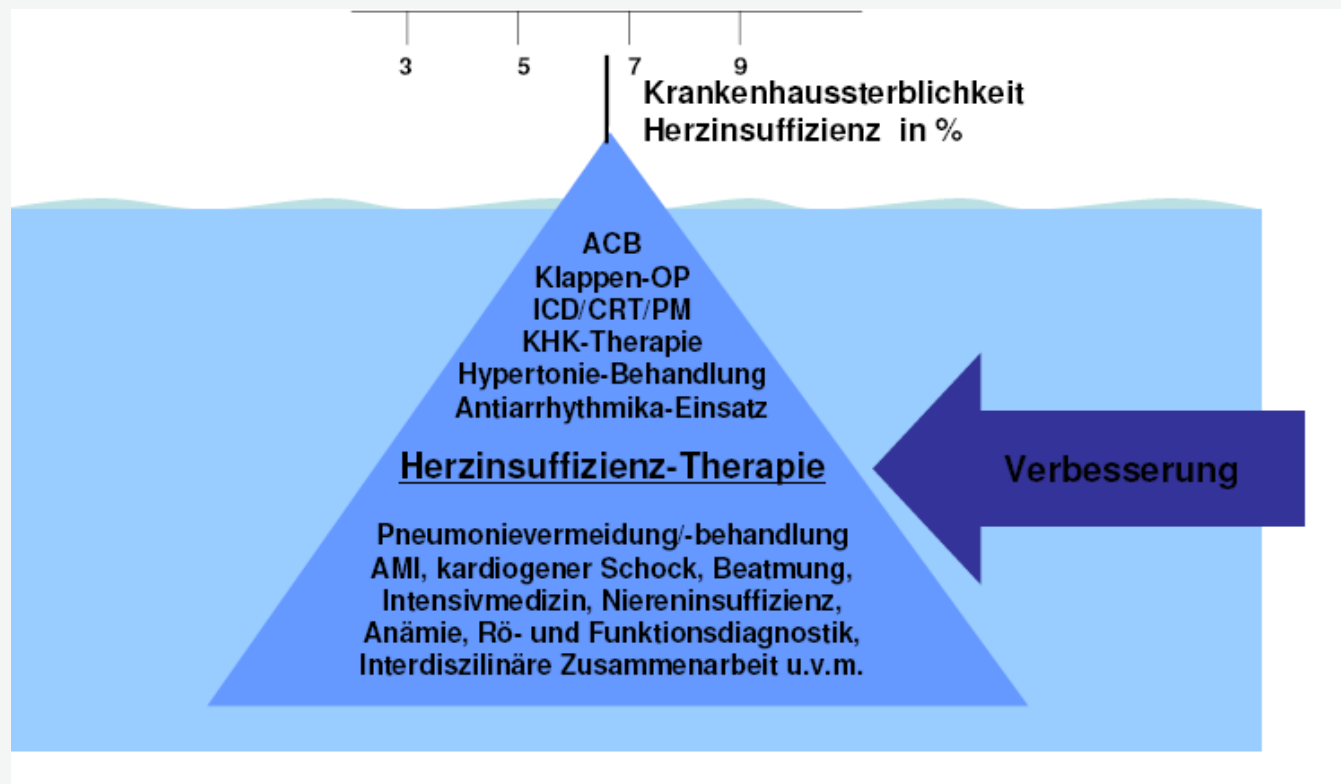 3 5 7 9
Krankenhaussterblichkeit
Herzinsuffizienz in %
ACB
Klappen-OP
ICD/CRT/PM
KHK-Therapie
Hypertonie-Behandlung
Antiarrhythmika-Einsatz
Herzinsuffizienz-Therapie
Verbesserung
Pneumonievermeidung/-behandlung
AMI, kardiogener Schock, Beatmung,
Intensivmedizin, Niereninsuffizienz,
Anämie, Rö- und Funktionsdiagnostik,
Interdiszilinäre Zusammenarbeit u.v.m.